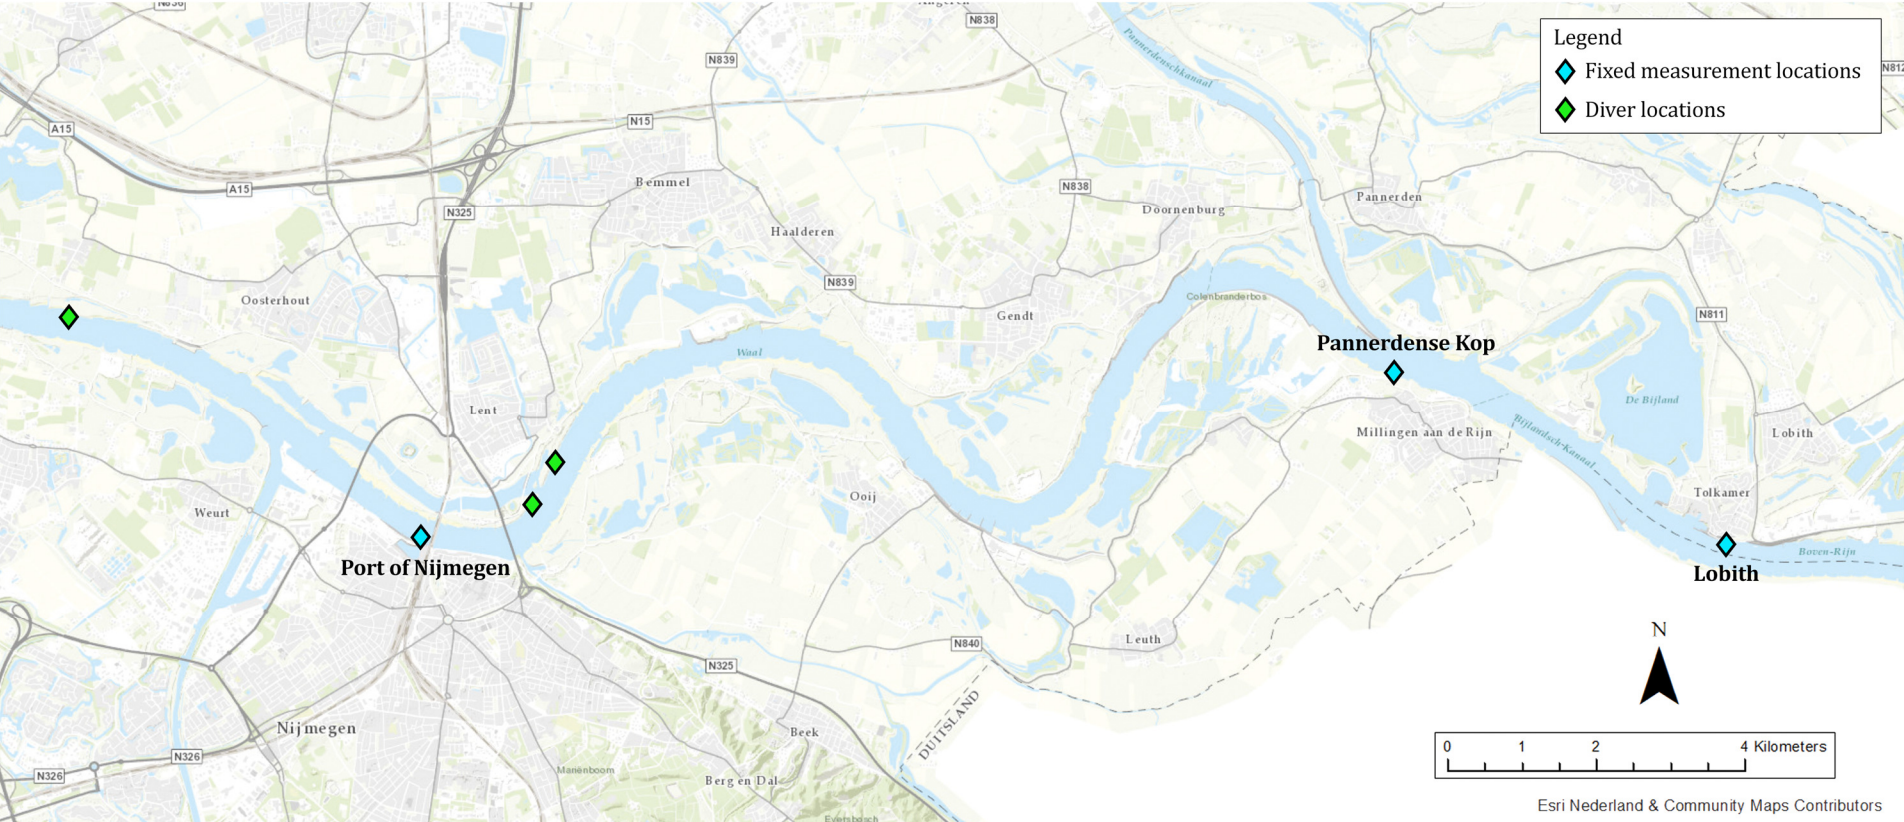 N838
N839
N838
Pannerdenschkanaal
Legend
Fixed measurement locations
Diver locations
A15
N15
A15
N325
Bemmel
N838
Doornenburg
Pannerden
Haalderen
N839
Oosterhout
Gendt
Colenbranderbos
N811
Waal
Pannerdense Kop
Lent
De Bijland
Bijlandsch-Kanaal
Millingen aan de Rijn
Lobith
Weurt
Ooij
Tolkamer
Port of Nijmegen
Boven-Rijn
Lobith
N840
Leuth
N325
N
Nijmegen
Beek
DUITSLAND
N326
N326
Mariënboom
Berg en Dal
0 1 2 4 Kilometers
Esri Nederland & Community Maps Contributors